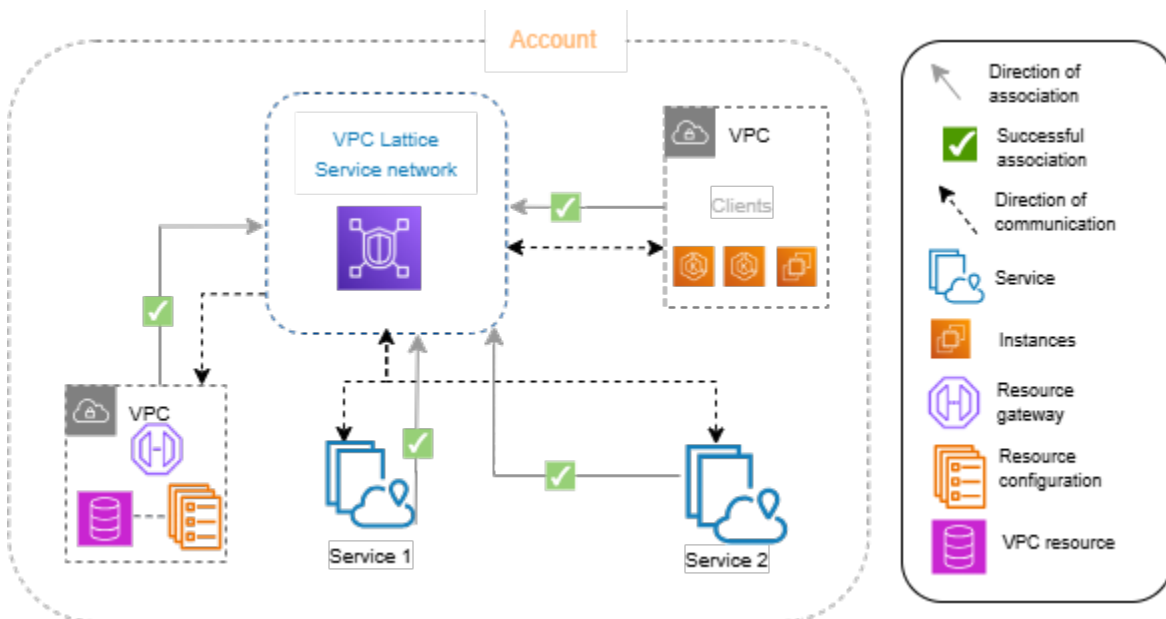 Account
VPC Lattice
Service network
VPC
Clients
VPC
Service 1
Service 2
Direction of
association
Successful
association
Direction of
communication
Service
Instances
Resource
gateway
Resource
configuration
VPC resource